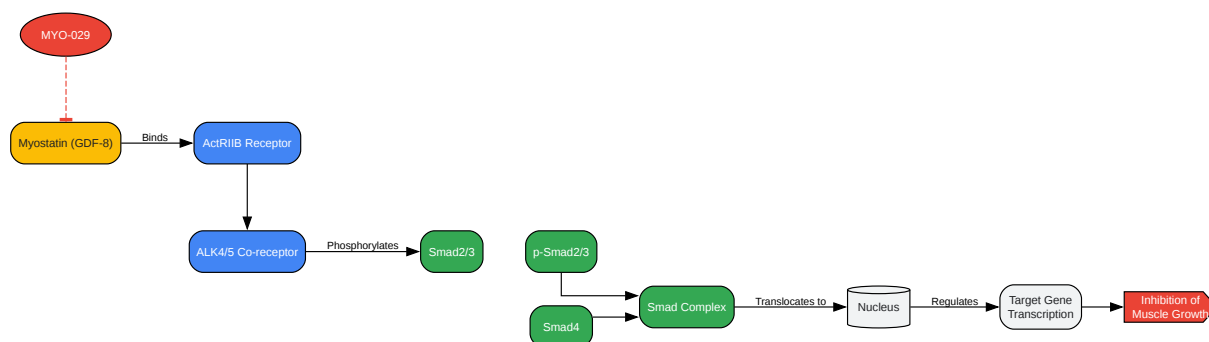 MYO-029
Myostatin (GDF-8)
Binds
ActRIIB Receptor
ALK4/5 Co-receptor
Phosphorylates
Smad2/3
p-Smad2/3
Smad4
Smad Complex
Translocates to
Nucleus
Regulates
Target Gene
Transcription
Inhibition of
Muscle Growth